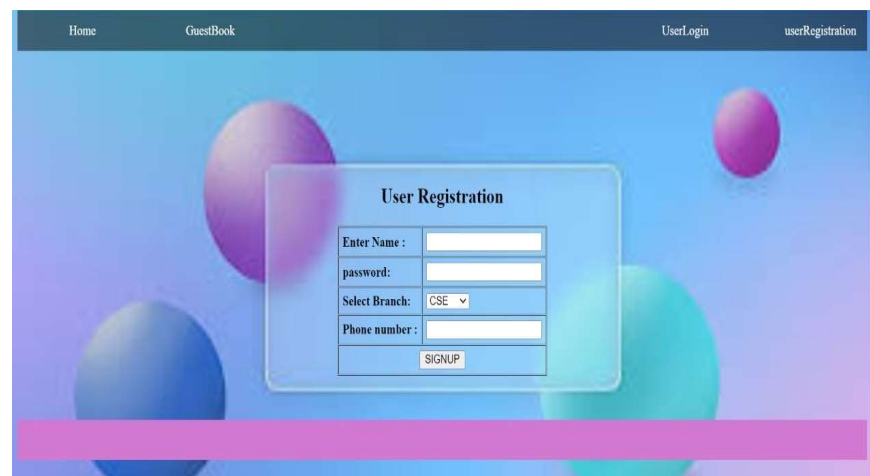 Home GuestBook UserLogin userRegistration
User Registration
Enter Name :
password:
Select Branch: CSE
Phone number :
SIGNUP